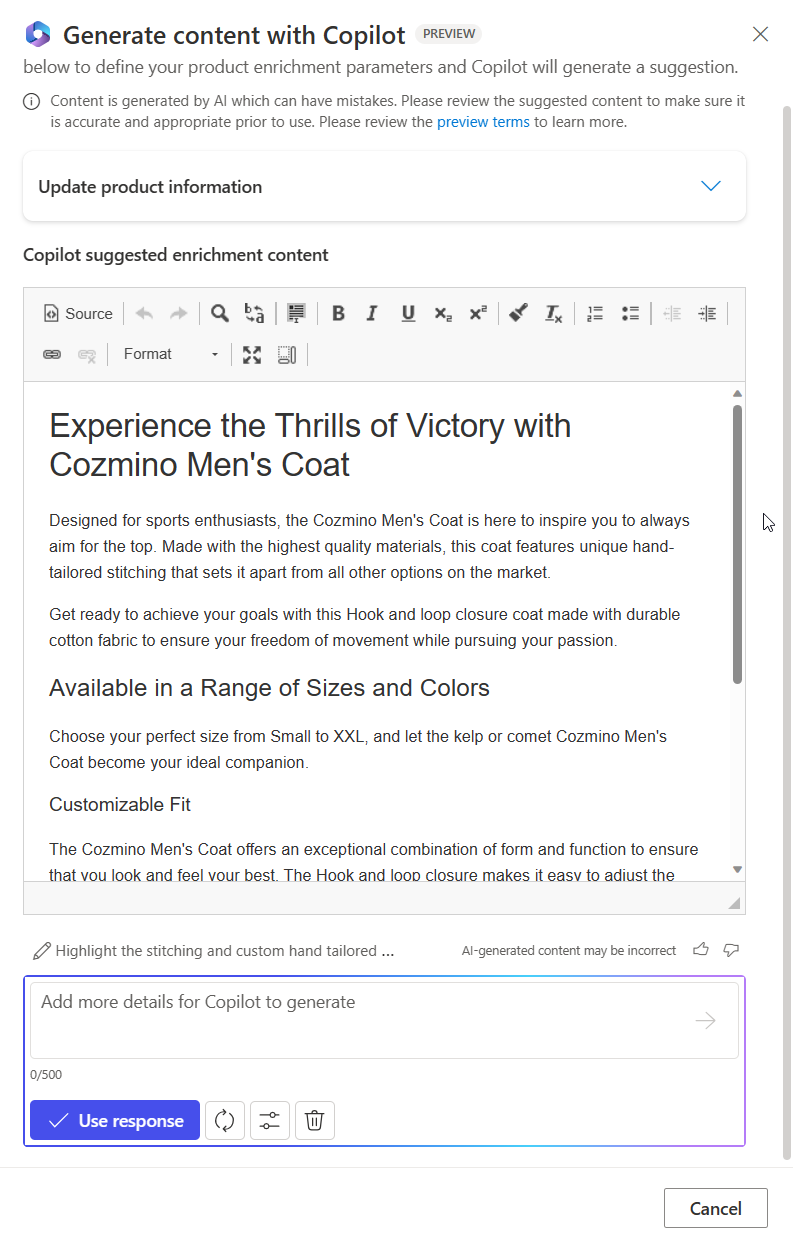 Generate content with Copilot PREVIEW
below to define your product enrichment parameters and Copilot will generate a suggestion.
Content is generated by AI which can have mistakes. Please review the suggested content to make sure it
is accurate and appropriate prior to use. Please review the preview terms to learn more.
Update product information
Copilot suggested enrichment content
Source
Format
Experience the Thrills of Victory with
Cozmino Men's Coat
Designed for sports enthusiasts, the Cozmino Men's Coat is here to inspire you to always
aim for the top. Made with the highest quality materials, this coat features unique hand-
tailored stitching that sets it apart from all other options on the market.
Get ready to achieve your goals with this Hook and loop closure coat made with durable
cotton fabric to ensure your freedom of movement while pursuing your passion.
Available in a Range of Sizes and Colors
Choose your perfect size from Small to XXL, and let the kelp or comet Cozmino Men's
Coat become your ideal companion.
Customizable Fit
The Cozmino Men's Coat offers an exceptional combination of form and function to ensure
that you look and feel your best. The Hook and loop closure makes it easy to adjust the
Highlight the stitching and custom hand tailored ... AI-generated content may be incorrect
Add more details for Copilot to generate
0/500
Use response
Cancel